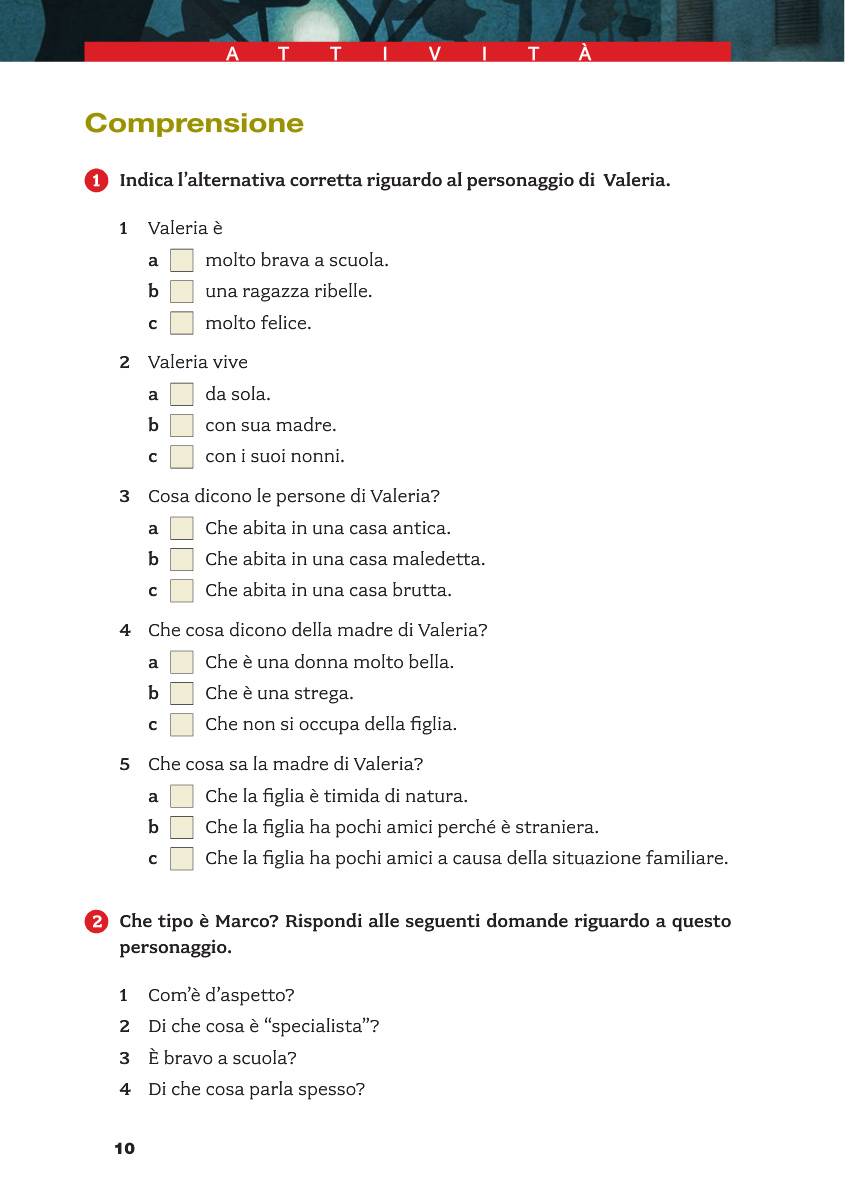 ATTIVITÀ
Comprensione
1 Indica l’alternativa corretta riguardo al personaggio di Valeria.
1 Valeria è
a molto brava a scuola.
b una ragazza ribelle.
c molto felice.
2 Valeria vive
a da sola.
b con sua madre.
c con i suoi nonni.
3 Cosa dicono le persone di Valeria?
a Che abita in una casa antica.
b Che abita in una casa maledetta.
c Che abita in una casa brutta.
4 Che cosa dicono della madre di Valeria?
a Che è una donna molto bella.
b Che è una strega.
c Che non si occupa della figlia.
5 Che cosa sa la madre di Valeria?
a Che la figlia è timida di natura.
b Che la figlia ha pochi amici perché è straniera.
c Che la figlia ha pochi amici a causa della situazione familiare.
2 Che tipo è Marco? Rispondi alle seguenti domande riguardo a questo
personaggio.
1 Com’è d’aspetto?
2 Di che cosa è “specialista”?
3 È bravo a scuola?
4 Di che cosa parla spesso?
10